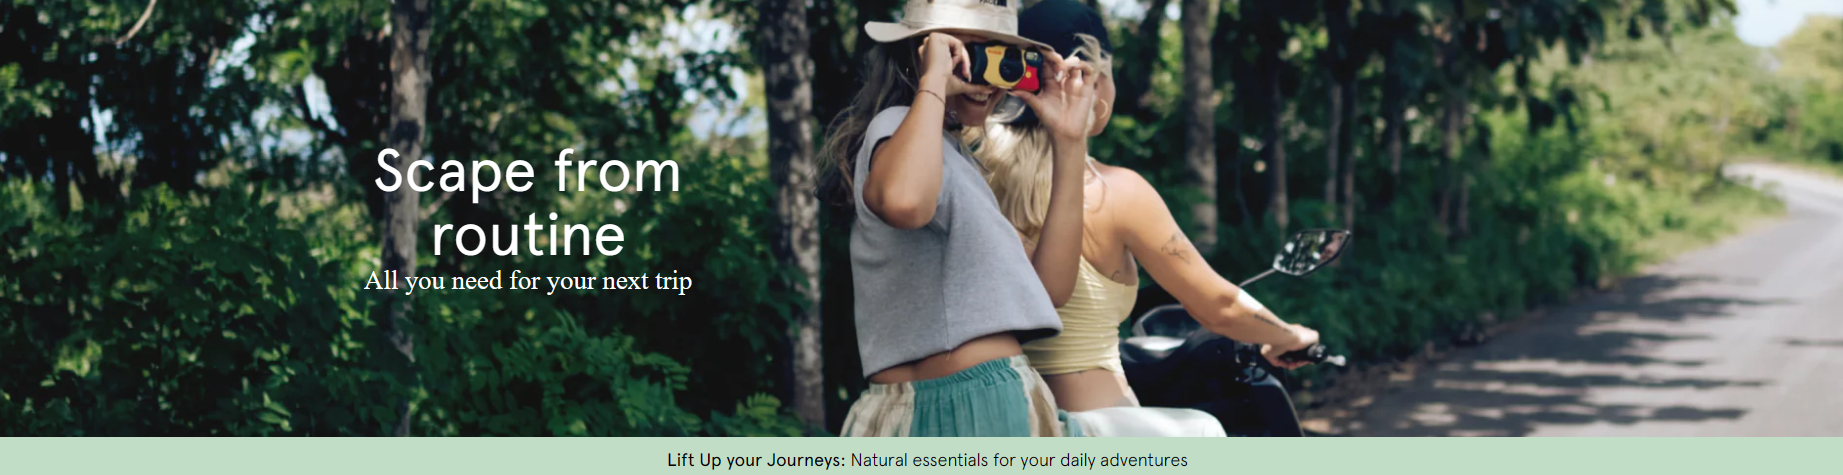 Scape from
routine
All you need for your next trip
Lift Up your Journeys: Natural essentials for your daily adventures